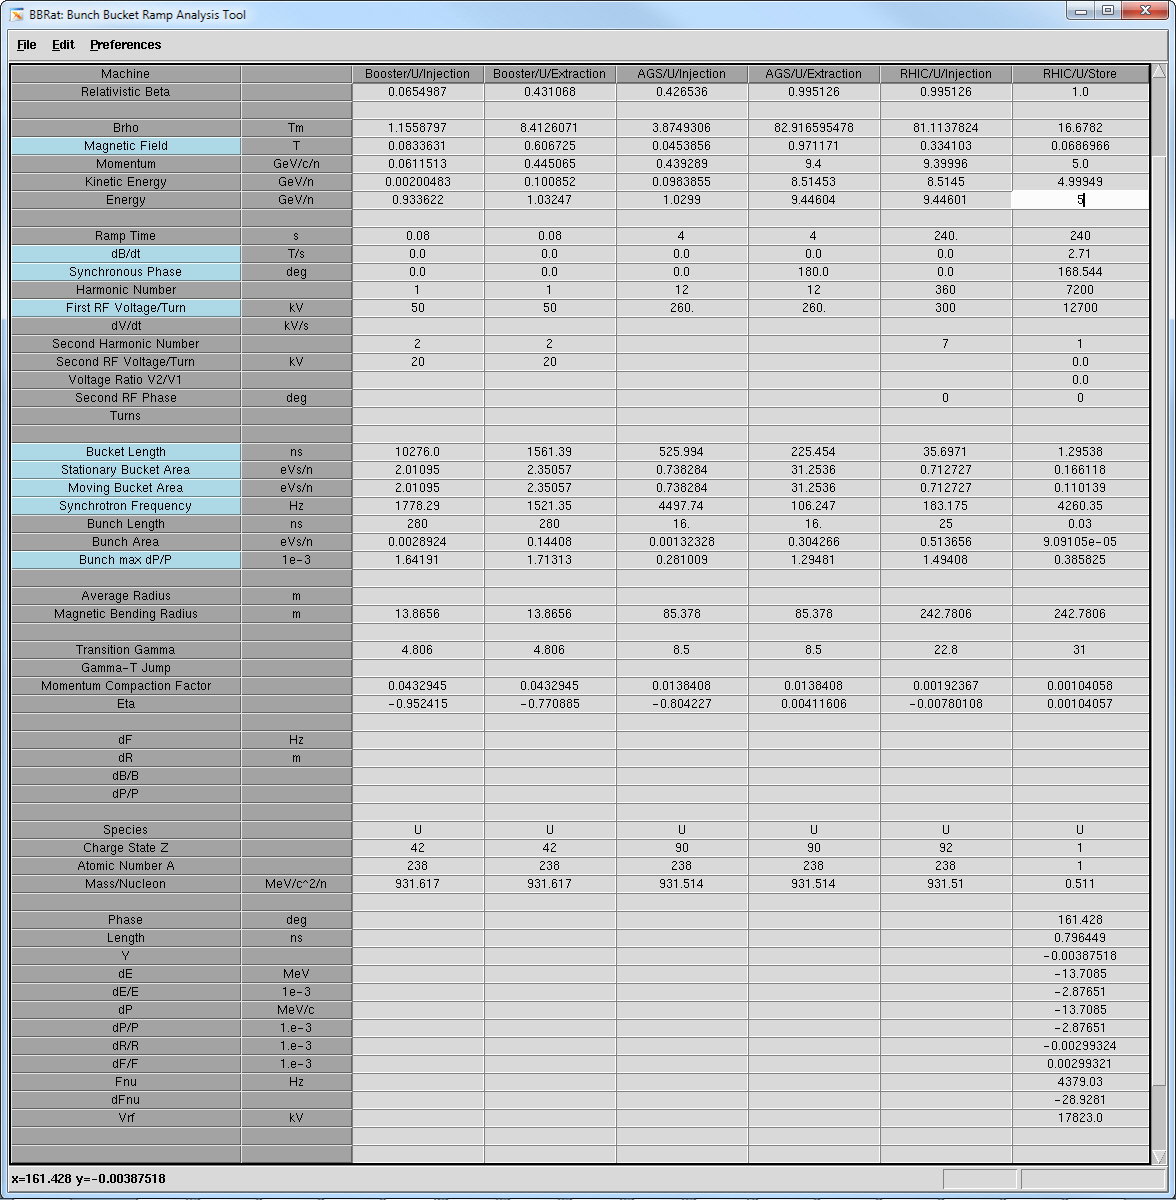 BBRat: Bunch Bucket Ramp Analysis Tool
File Edit Preferences
Machine Booster/U/Injection Booster/U/Extraction AGS/U/Injection AGS/U/Extraction RHIC/U/Injection RHIC/U/Store
Relativistic Beta 0.0654987 0.431068 0.426536 0.995126 0.995126 1.0
Brho Tm 1.1558797 8.4126071 3.8749306 82.916595478 81.1137824 16.6782
Magnetic Field T 0.0833631 0.606725 0.0453856 0.971171 0.334103 0.0686966
Momentum GeV/c/n 0.0611513 0.445065 0.439289 9.4 9.39996 5.0
Kinetic Energy GeV/n 0.00200483 0.100852 0.0983855 8.51453 8.5145 4.99949
Energy GeV/n 0.933622 1.03247 1.0299 9.44604 9.44601 5
Ramp Time s 0.08 0.08 4 4 240. 240
dB/dt T/s 0.0 0.0 0.0 0.0 0.0 2.71
Synchronous Phase deg 0.0 0.0 0.0 180.0 0.0 168.544
Harmonic Number 1 1 12 12 360 7200
First RF Voltage/Turn kV 50 50 260. 260. 300 12700
dV/dt kV/s
Second Harmonic Number 2 2 7 1
Second RF Voltage/Turn kV 20 20 0.0
Voltage Ratio V2/V1 0.0
Second RF Phase deg 0 0
Turns
Bucket Length ns 10276.0 1561.39 525.994 225.454 35.6971 1.29538
Stationary Bucket Area eVs/n 2.01095 2.35057 0.738284 31.2536 0.712727 0.166118
Moving Bucket Area eVs/n 2.01095 2.35057 0.738284 31.2536 0.712727 0.110139
Synchrotron Frequency Hz 1778.29 1521.35 4497.74 106.247 183.175 4260.35
Bunch Length ns 280 280 16. 16. 25 0.03
Bunch Area eVs/n 0.0028924 0.14408 0.00132328 0.304266 0.513656 9.09105e-05
Bunch max dP/P 1e-3 1.64191 1.71313 0.281009 1.29481 1.49408 0.385825
Average Radius m
Magnetic Bending Radius m 13.8656 13.8656 85.378 85.378 242.7806 242.7806
Transition Gamma 4.806 4.806 8.5 8.5 22.8 31
Gamma-T Jump
Momentum Compaction Factor 0.0432945 0.0432945 0.0138408 0.0138408 0.00192367 0.00104058
Eta -0.952415 -0.770885 -0.804227 0.00411606 -0.00780108 0.00104057
dF Hz
dR m
dB/B
dP/P
Species U U U U U U
Charge State Z 42 42 90 90 92 1
Atomic Number A 238 238 238 238 238 1
Mass/Nucleon MeV/c^2/n 931.617 931.617 931.514 931.514 931.51 0.511
Phase deg 161.428
Length ns 0.796449
Y -0.00387518
dE MeV -13.7085
dE/E 1e-3 -2.87651
dP MeV/c -13.7085
dP/P 1.e-3 -2.87651
dR/R 1.e-3 -0.00299324
dF/F 1.e-3 0.00299321
Fnu Hz 4379.03
dFnu -28.9281
Vrf kV 17823.0
x=161.428 y=-0.00387518